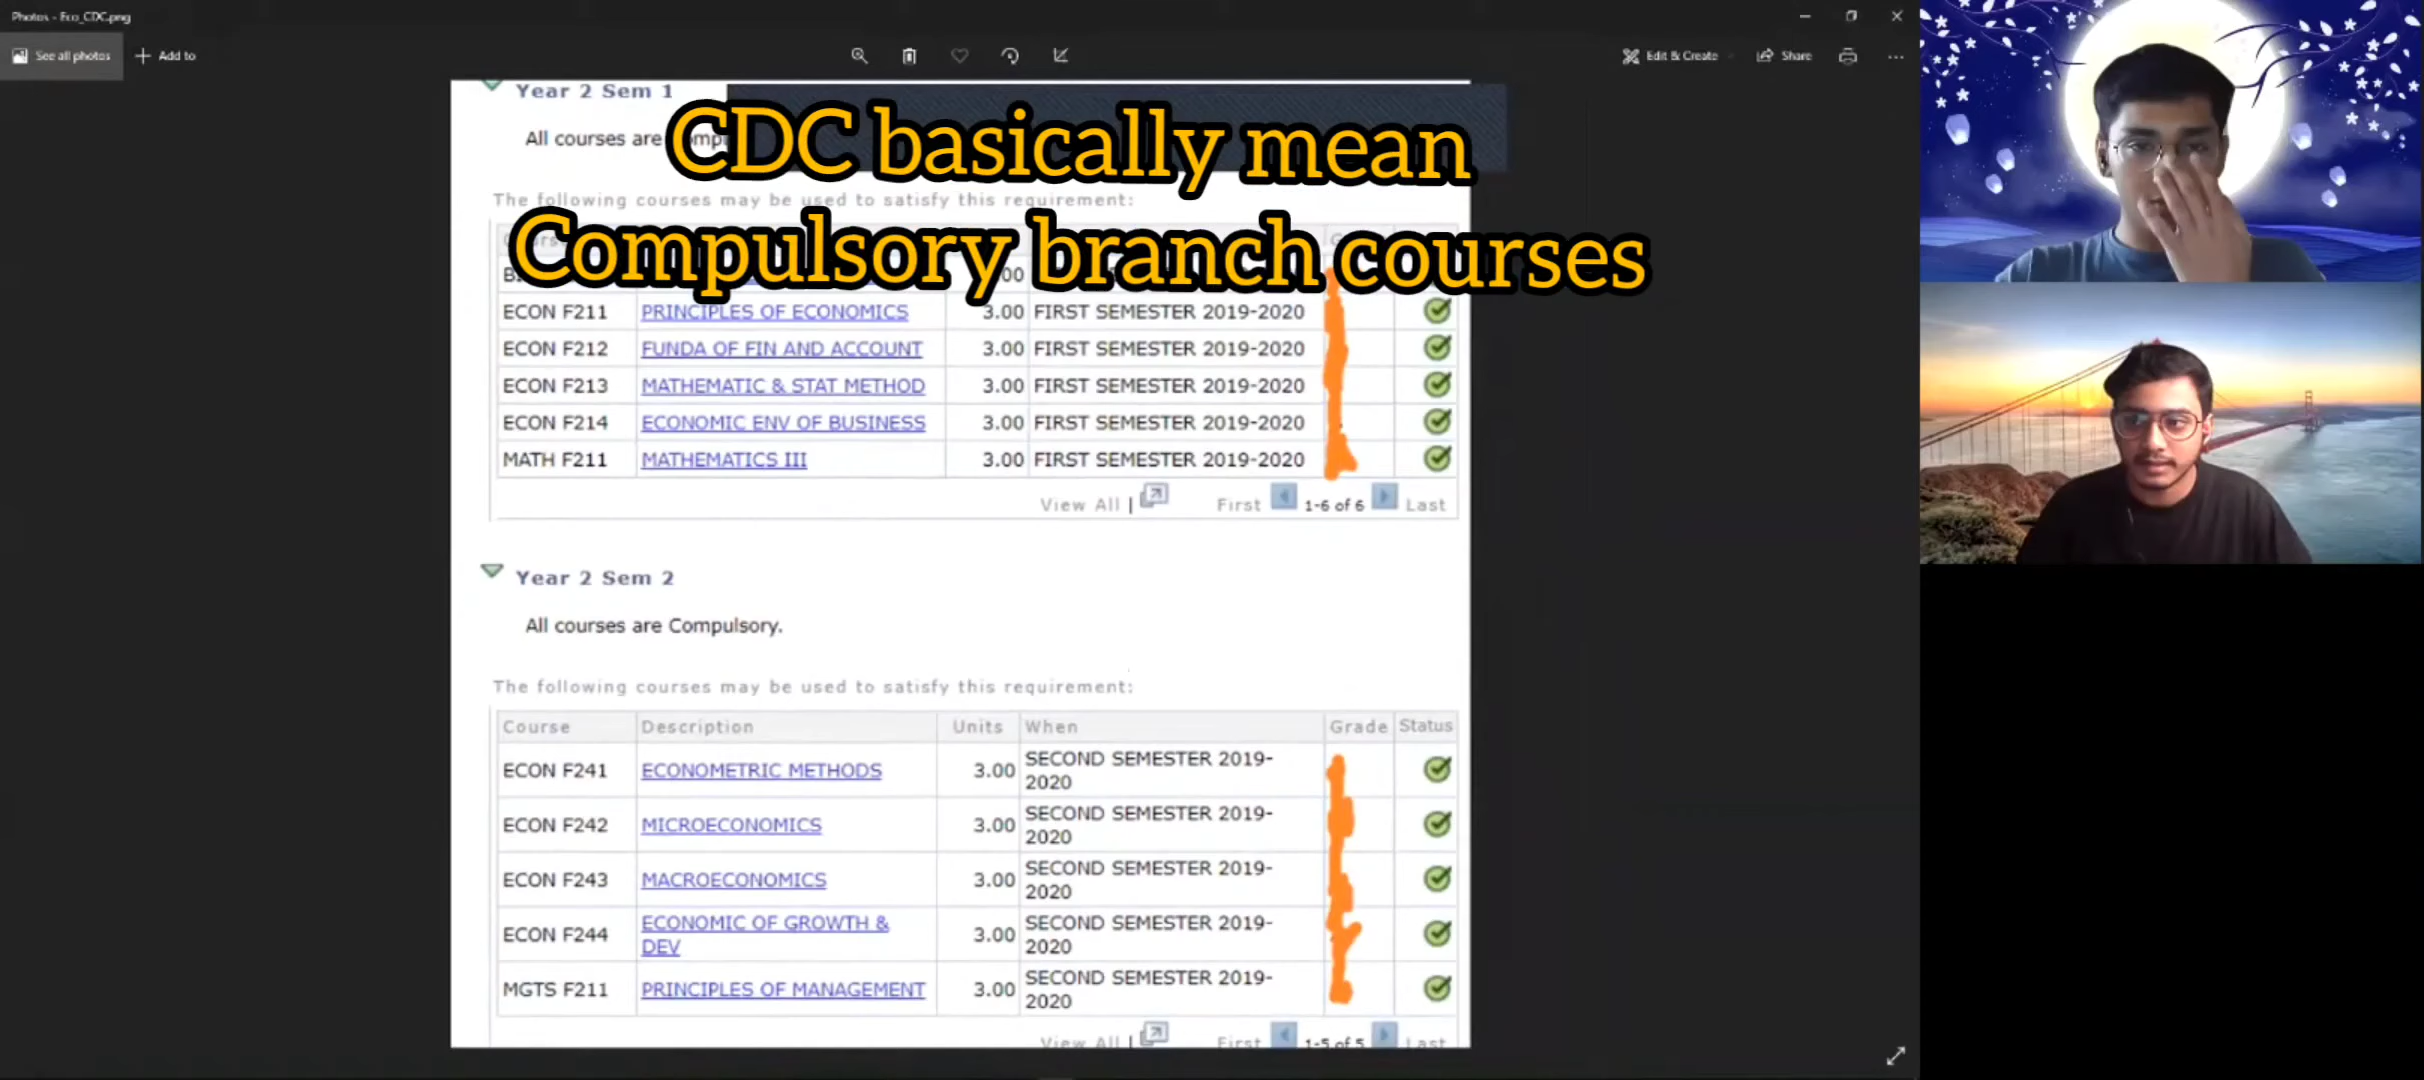 Photos - Eco_CDC.png
See all photos
Add to
Edit & Create
Share
Year 2 Sem 1
All courses are
CDC basically mean
The following courses may be used to satisfy this requirement:
Compulsory branch courses
ECON F211 PRINCIPLES OF ECONOMICS 3.00 FIRST SEMESTER 2019-2020
ECON F212 FUNDA OF FIN AND ACCOUNT 3.00 FIRST SEMESTER 2019-2020
ECON F213 MATHEMATIC & STAT METHOD 3.00 FIRST SEMESTER 2019-2020
ECON F214 ECONOMIC ENV OF BUSINESS 3.00 FIRST SEMESTER 2019-2020
MATH F211 MATHEMATICS III 3.00 FIRST SEMESTER 2019-2020
View All | First 1-6 of 6 Last
Year 2 Sem 2
All courses are Compulsory.
The following courses may be used to satisfy this requirement:
Course Description Units When Grade Status
ECON F241 ECONOMETRIC METHODS 3.00 SECOND SEMESTER 2019-
2020
ECON F242 MICROECONOMICS 3.00 SECOND SEMESTER 2019-
2020
ECON F243 MACROECONOMICS 3.00 SECOND SEMESTER 2019-
2020
ECON F244 ECONOMIC OF GROWTH & 3.00 SECOND SEMESTER 2019-
DEV 2020
MGTS F211 PRINCIPLES OF MANAGEMENT 3.00 SECOND SEMESTER 2019-
2020
View All | First 1-5 of 5 Last